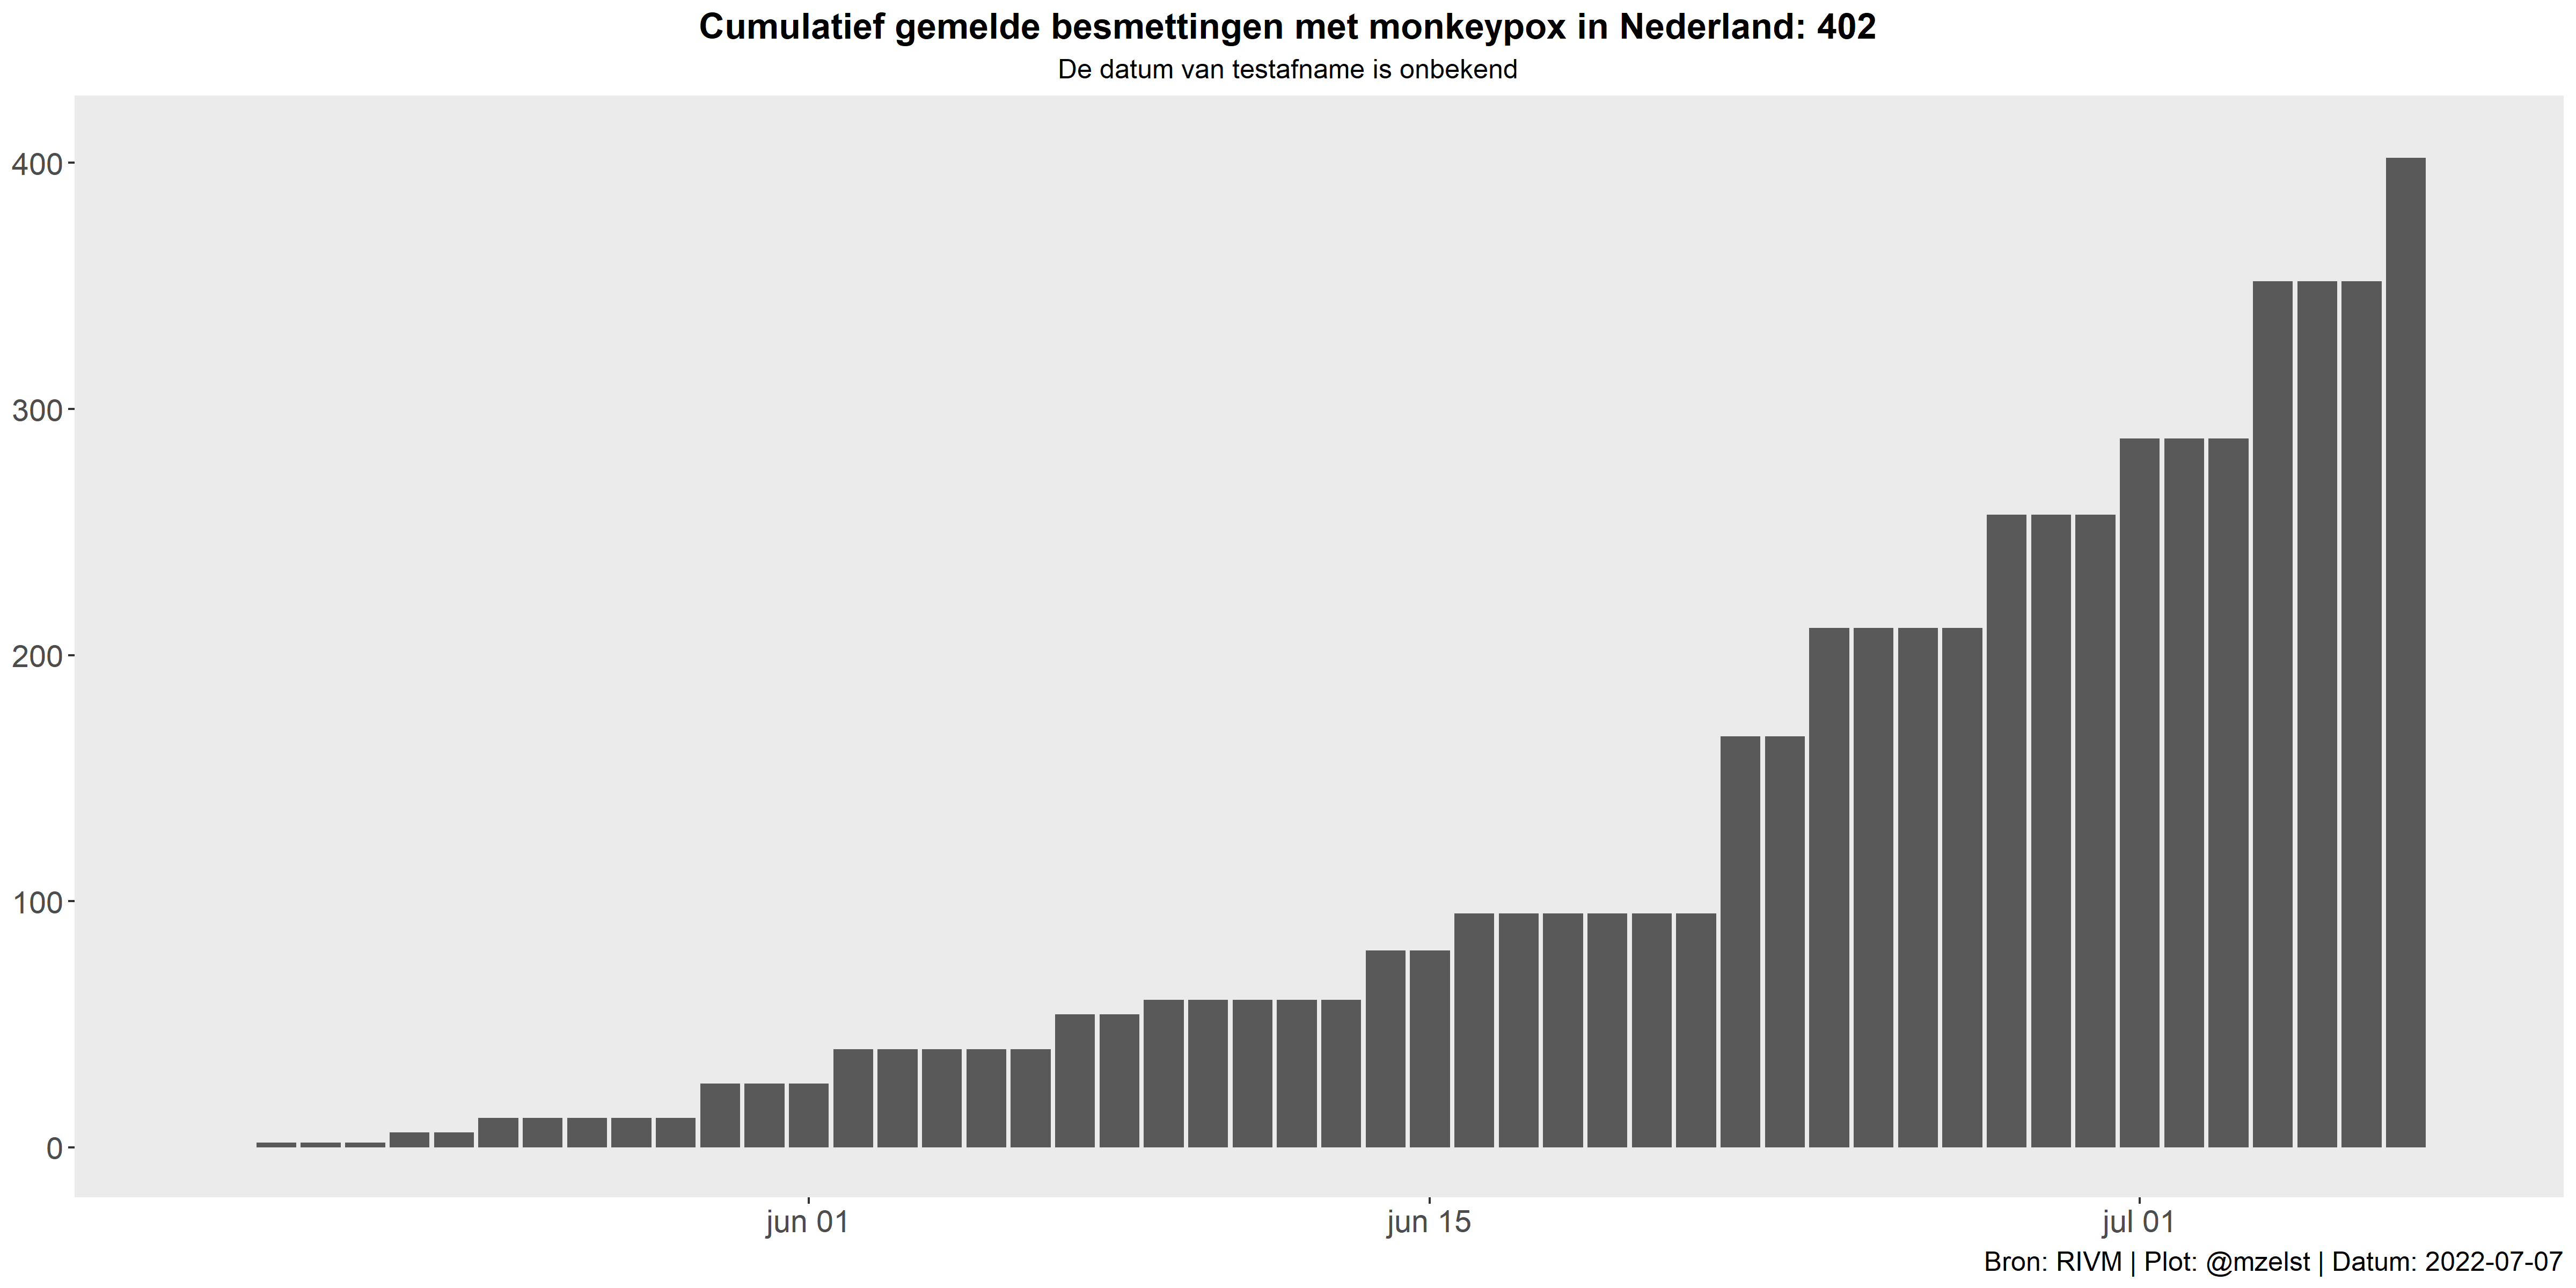 Cumulatief gemelde besmettingen met monkeypox in Nederland: 402
De datum van testafname is onbekend
400
300
200
100
0
jun 01
jun 15
jul 01
Bron: RIVM | Plot: @mzelst | Datum: 2022-07-07